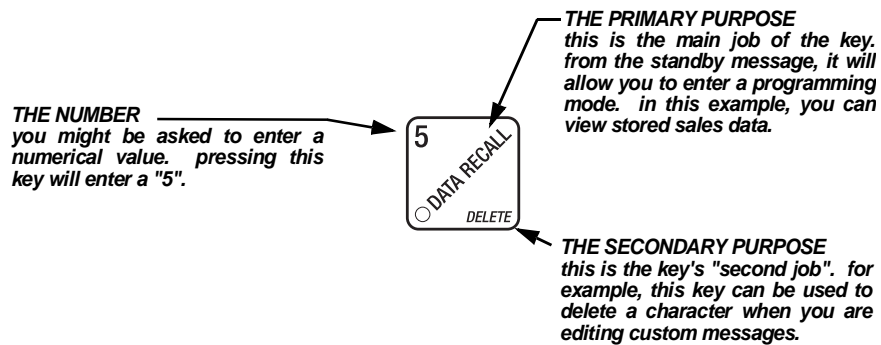 THE PRIMARY PURPOSE
this is the main job of the key.
from the standby message, it will
allow you to enter a programming
mode. in this example, you can
view stored sales data.
THE NUMBER
you might be asked to enter a
numerical value. pressing this
key will enter a "5".
5
DATA RECALL
DELETE
THE SECONDARY PURPOSE
this is the key's "second job". for
example, this key can be used to
delete a character when you are
editing custom messages.